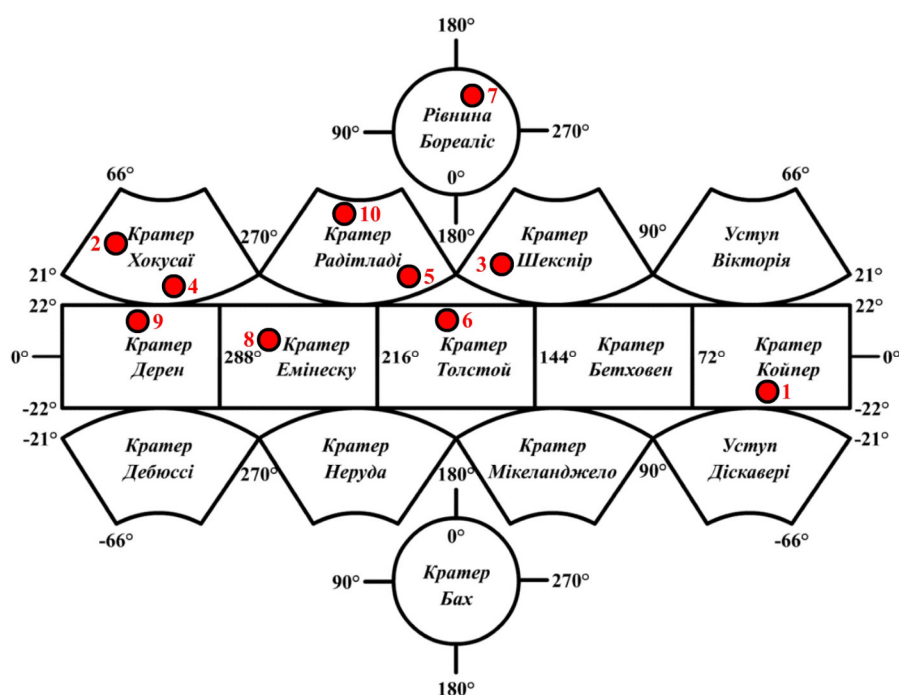 180°
7
Рівнина
Бореаліс
90°
270°
0°
66°
66°
2
Кратер
Хокусаї
4
270°
10
Кратер
Радітладі
5
180°
3
Кратер
Шекспір
90°
Уступ
Вікторія
21°
21°
22°
22°
9
Кратер
Дерен
8
288°
Кратер
Емінеску
216°
6
Кратер
Толстой
144°
Кратер
Бетховен
72°
Кратер
Койпер
1
0°
0°
-22°
-22°
-21°
-21°
Кратер
Дебюссі
270°
Кратер
Неруда
180°
Кратер
Мікеланджело
90°
Уступ
Діскавері
-66°
-66°
0°
90°
270°
Кратер
Бах
180°